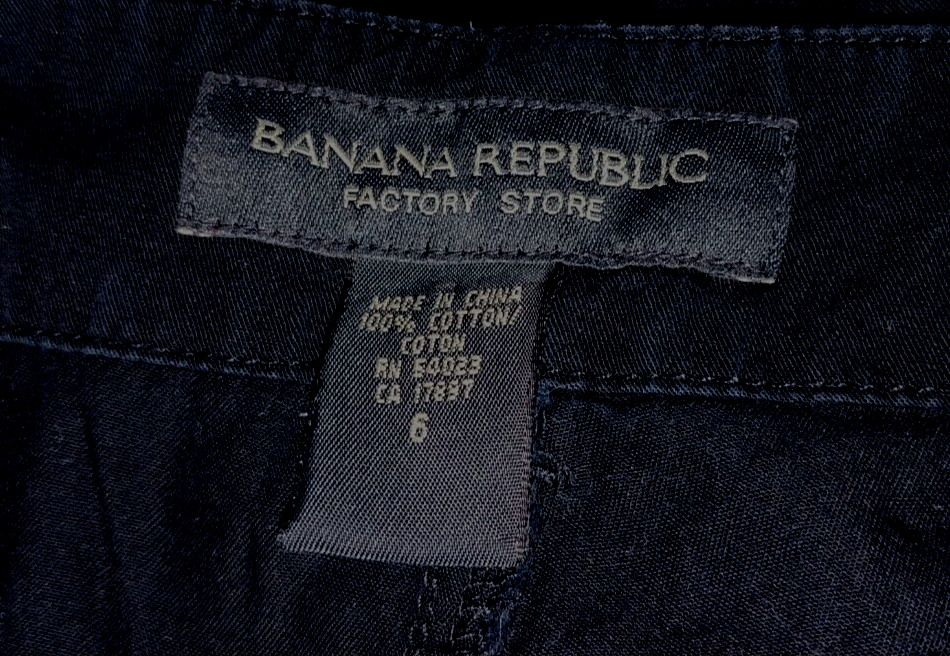 BANANA REPUBLIC
FACTORY STORE
MADE IN CHINA
100% COTTON/
COTON
RN 54023
CA 17897
6